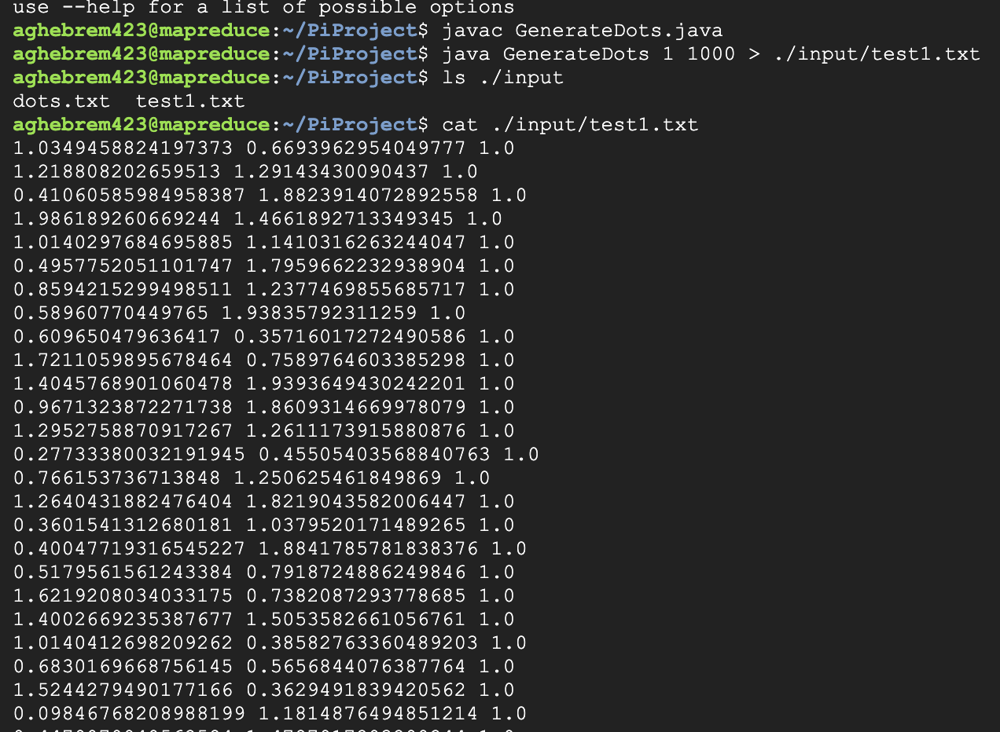 use --help for a list of possible options
aghebrem423@mapreduce:~/PiProject$ javac GenerateDots.java
aghebrem423@mapreduce:~/PiProject$ java GenerateDots 1 1000 > ./input/test1.txt
aghebrem423@mapreduce:~/PiProject$ ls ./input
dots.txt  test1.txt
aghebrem423@mapreduce:~/PiProject$ cat ./input/test1.txt
1.0349458824197373 0.6693962954049777 1.0
1.218808202659513 1.29143430090437 1.0
0.41060585984958387 1.8823914072892558 1.0
1.986189260669244 1.4661892713349345 1.0
1.0140297684695885 1.1410316263244047 1.0
0.4957752051101747 1.7959662232938904 1.0
0.8594215299498511 1.2377469855685717 1.0
0.58960770449765 1.93835792311259 1.0
0.609650479636417 0.35716017272490586 1.0
1.7211059895678464 0.7589764603385298 1.0
1.4045768901060478 1.9393649430242201 1.0
0.9671323872271738 1.8609314669978079 1.0
1.2952758870917267 1.2611173915880876 1.0
0.27733380032191945 0.45505403568840763 1.0
0.766153736713848 1.250625461849869 1.0
1.2640431882476404 1.8219043582006447 1.0
0.3601541312680181 1.0379520171489265 1.0
0.40047719316545227 1.8841785781838376 1.0
0.5179561561243384 0.7918724886249846 1.0
1.6219208034033175 0.7382087293778685 1.0
1.4002669235387677 1.5053582661056761 1.0
1.0140412698209262 0.38582763360489203 1.0
0.6830169668756145 0.5656844076387764 1.0
1.5244279490177166 0.3629491839420562 1.0
0.09846768208988199 1.1814876494851214 1.0